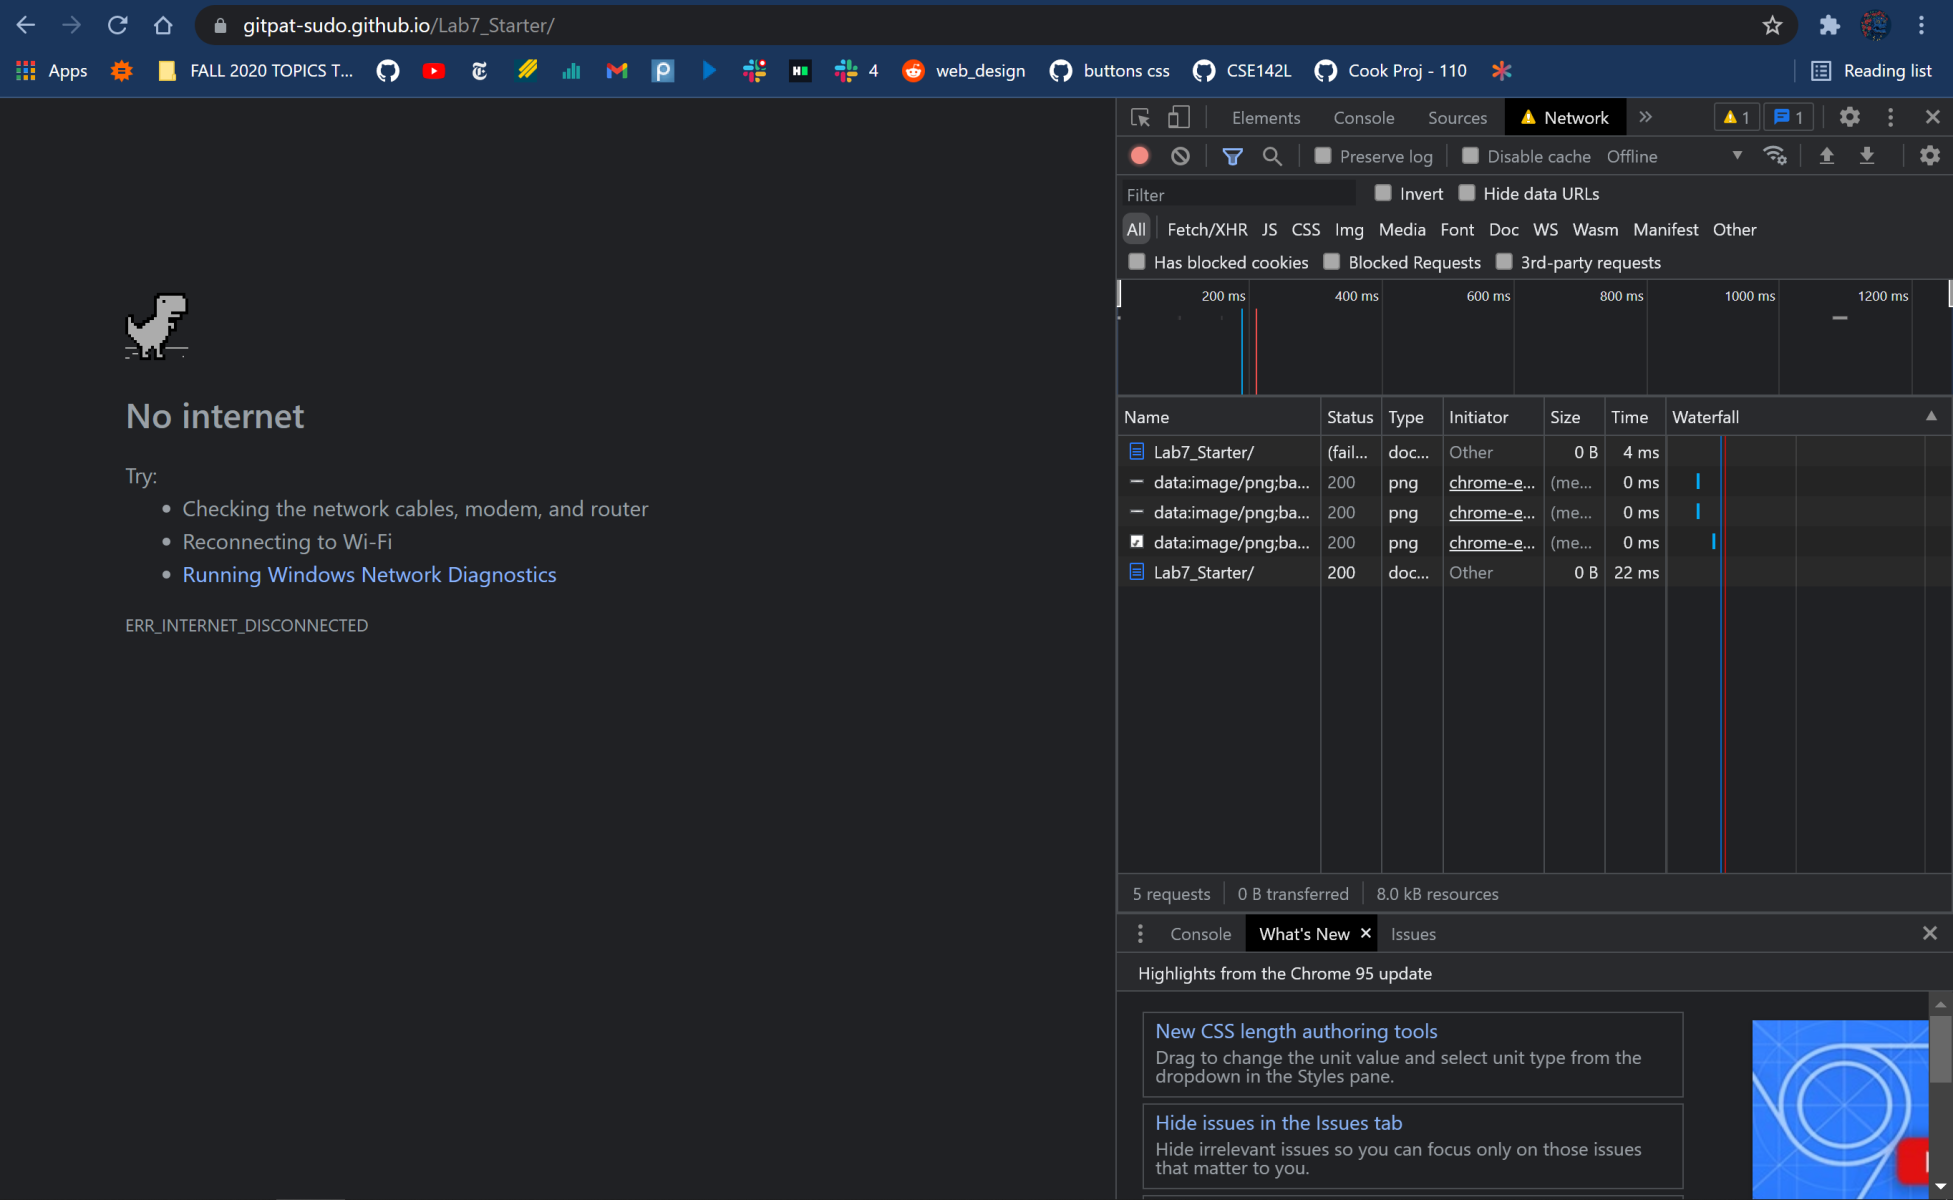 gitpat-sudo.github.io/Lab7_Starter/
Apps FALL 2020 TOPICS T... 4 web_design buttons css CSE142L Cook Proj - 110 Reading list
Elements Console Sources Network 1 1
Preserve log Disable cache Offline
Filter Invert Hide data URLs
All Fetch/XHR JS CSS Img Media Font Doc WS Wasm Manifest Other
Has blocked cookies Blocked Requests 3rd-party requests
200 ms 400 ms 600 ms 800 ms 1000 ms 1200 ms
Name Status Type Initiator Size Time Waterfall
Lab7_Starter/ (fail... doc... Other 0 B 4 ms
data:image/png;ba... 200 png chrome-e... (me... 0 ms
data:image/png;ba... 200 png chrome-e... (me... 0 ms
data:image/png;ba... 200 png chrome-e... (me... 0 ms
Lab7_Starter/ 200 doc... Other 0 B 22 ms
5 requests 0 B transferred 8.0 kB resources
Console What's New Issues
Highlights from the Chrome 95 update
New CSS length authoring tools
Drag to change the unit value and select unit type from the
dropdown in the Styles pane.
Hide issues in the Issues tab
Hide irrelevant issues so you can focus only on those issues
that matter to you.
No internet
Try:
Checking the network cables, modem, and router
Reconnecting to Wi-Fi
Running Windows Network Diagnostics
ERR_INTERNET_DISCONNECTED